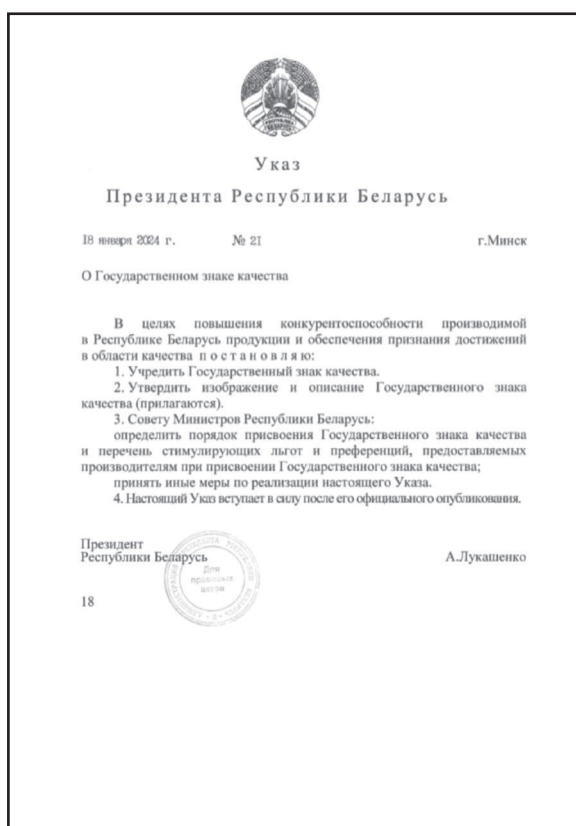 Указ
Президента Республики Беларусь
18 января 2024 г. № 21 г.Минск
О Государственном знаке качества
В целях повышения конкурентоспособности производимой
в Республике Беларусь продукции и обеспечения признания достижений
в области качества п о с т а н о в л я ю:
1. Учредить Государственный знак качества.
2. Утвердить изображение и описание Государственного знака
качества (прилагаются).
3. Совету Министров Республики Беларусь:
определить порядок присвоения Государственного знака качества
и перечень стимулирующих льгот и преференций, предоставляемых
производителям при присвоении Государственного знака качества;
принять иные меры по реализации настоящего Указа.
4. Настоящий Указ вступает в силу после его официального опубликования.
Президент
Республики Беларусь А.Лукашенко
Для
правовых
актов
18